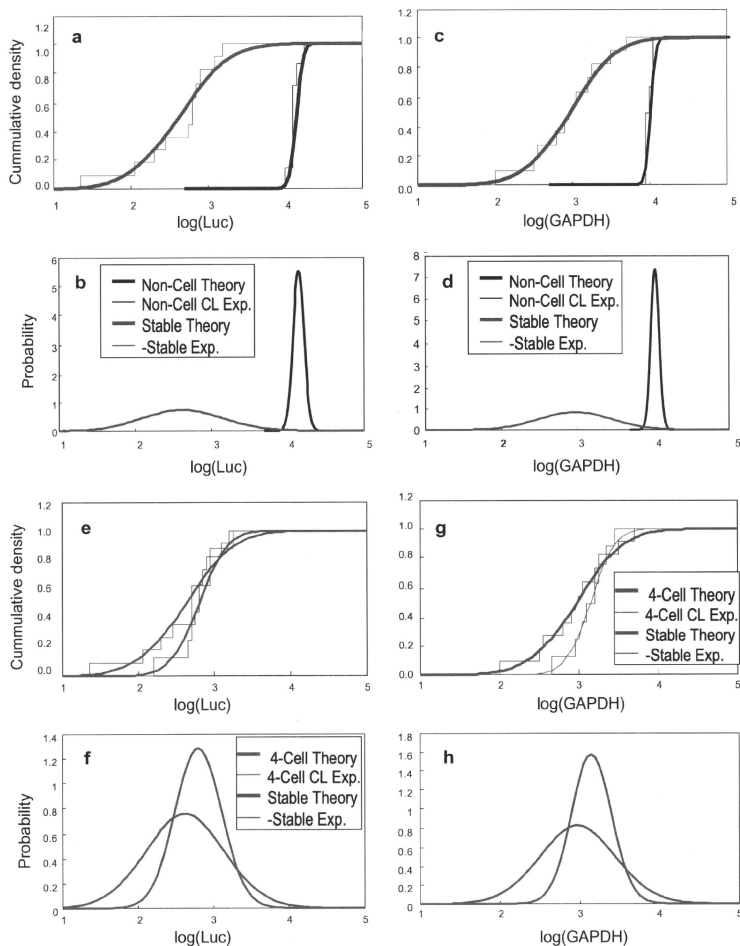 a
Cummulative density
1.2
1.0
0.8
0.6
0.4
0.2
0.0
1 2 3 4 5
log(Luc)
c
1.2
1.0
0.8
0.6
0.4
0.2
0.0
1 2 3 4 5
log(GAPDH)
b
Probability
6
5
4
3
2
1
0
Non-Cell Theory
Non-Cell CL Exp.
Stable Theory
-Stable Exp.
1 2 3 4 5
log(Luc)
d
8
7
6
5
4
3
2
1
0
Non-Cell Theory
Non-Cell CL Exp.
Stable Theory
-Stable Exp.
1 2 3 4 5
log(GAPDH)
e
Cummulative density
1.2
1.0
0.8
0.6
0.4
0.2
0.0
1 2 3 4 5
log(Luc)
g
1.2
1.0
0.8
0.6
0.4
0.2
0.0
4-Cell Theory
4-Cell CL Exp.
Stable Theory
-Stable Exp.
1 2 3 4 5
log(GAPDH)
f
Probability
1.4
1.2
1.0
0.8
0.6
0.4
0.2
0
4-Cell Theory
4-Cell CL Exp.
Stable Theory
-Stable Exp.
1 2 3 4 5
log(Luc)
h
1.8
1.6
1.4
1.2
1.0
0.8
0.6
0.4
0.2
0
1 2 3 4 5
log(GAPDH)